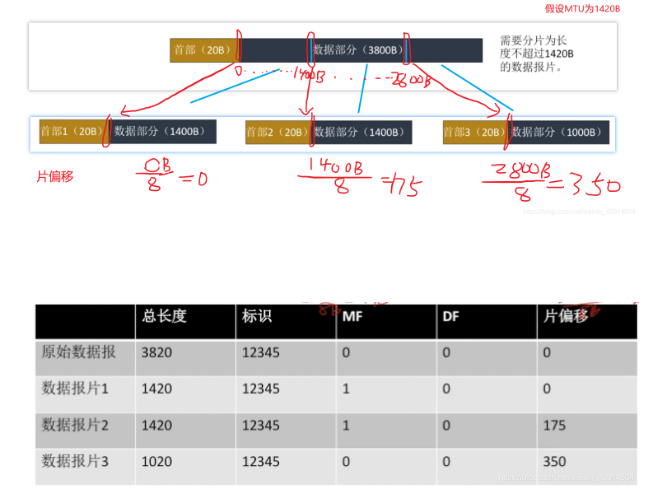 假设MTU为1420B
首部（20B） 数据部分（3800B）
需要分片为长
度不超过1420B
的数据报片。
0 1400B 2800B
首部1（20B） 数据部分（1400B） 首部2（20B） 数据部分（1400B） 首部3（20B） 数据部分（1000B）
片偏移 0B/8=0 1400B/8=175 2800B/8=350
总长度 标识 MF DF 片偏移
原始数据报 3820 12345 0 0 0
数据报片1 1420 12345 1 0 0
数据报片2 1420 12345 1 0 175
数据报片3 1020 12345 0 0 350